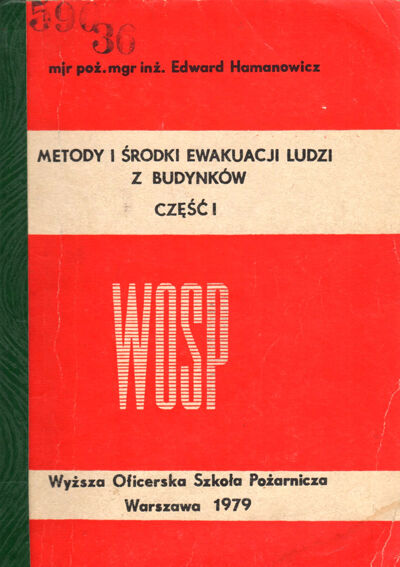 590
36
mjr poż. mgr inż. Edward Hamanowicz
METODY I ŚRODKI EWAKUACJI LUDZI
Z BUDYNKÓW
CZĘŚĆ I
WOSP
Wyższa Oficerska Szkoła Pożarnicza
Warszawa 1979